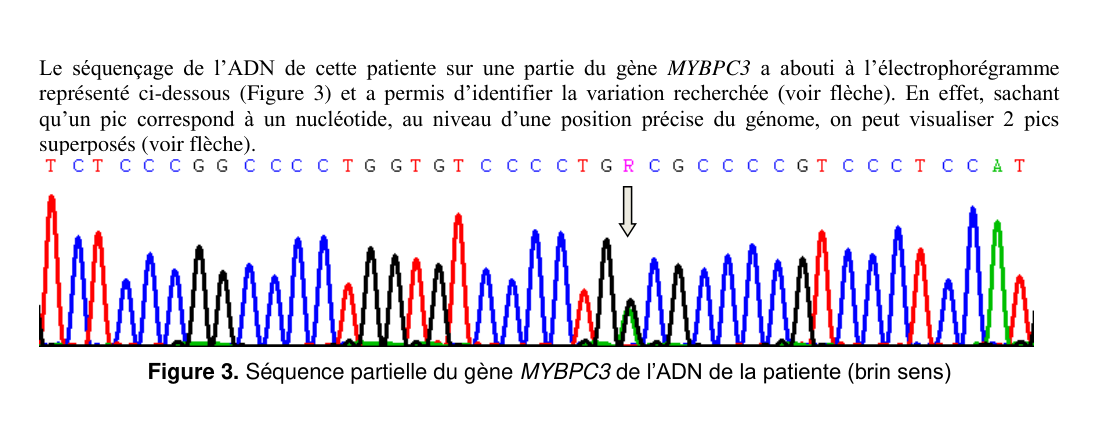 Le séquençage de l'ADN de cette patiente sur une partie du gène MYBPC3 a abouti à l'électrophorégramme
représenté ci-dessous (Figure 3) et a permis d'identifier la variation recherchée (voir flèche). En effet, sachant
qu'un pic correspond à un nucléotide, au niveau d'une position précise du génome, on peut visualiser 2 pics
superposés (voir flèche).
T C T C C C G G C C C C T G G T G T C C C C T G R C G C C C C G T C C C T C C A T
Figure 3. Séquence partielle du gène MYBPC3 de l'ADN de la patiente (brin sens)